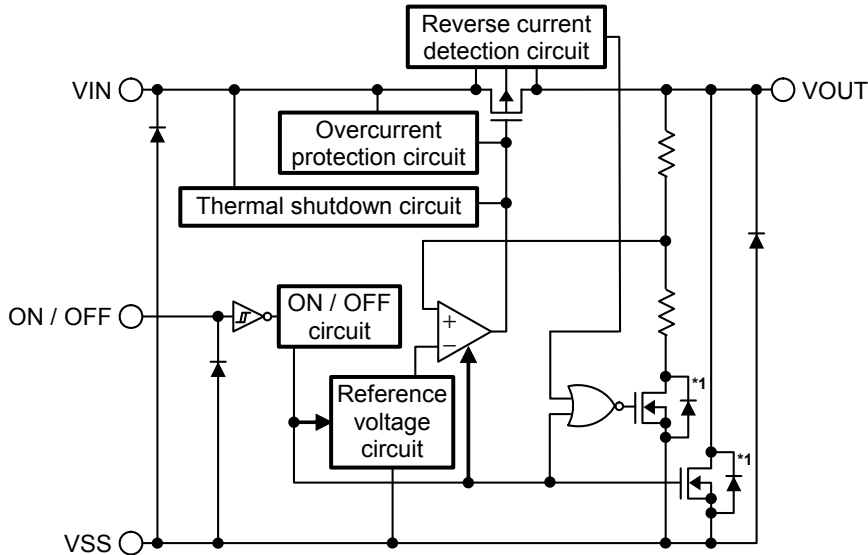 Reverse current
detection circuit
VIN
VOUT
Overcurrent
protection circuit
Thermal shutdown circuit
ON / OFF
ON / OFF
circuit
+
−
Reference
voltage
circuit
*1
*1
VSS